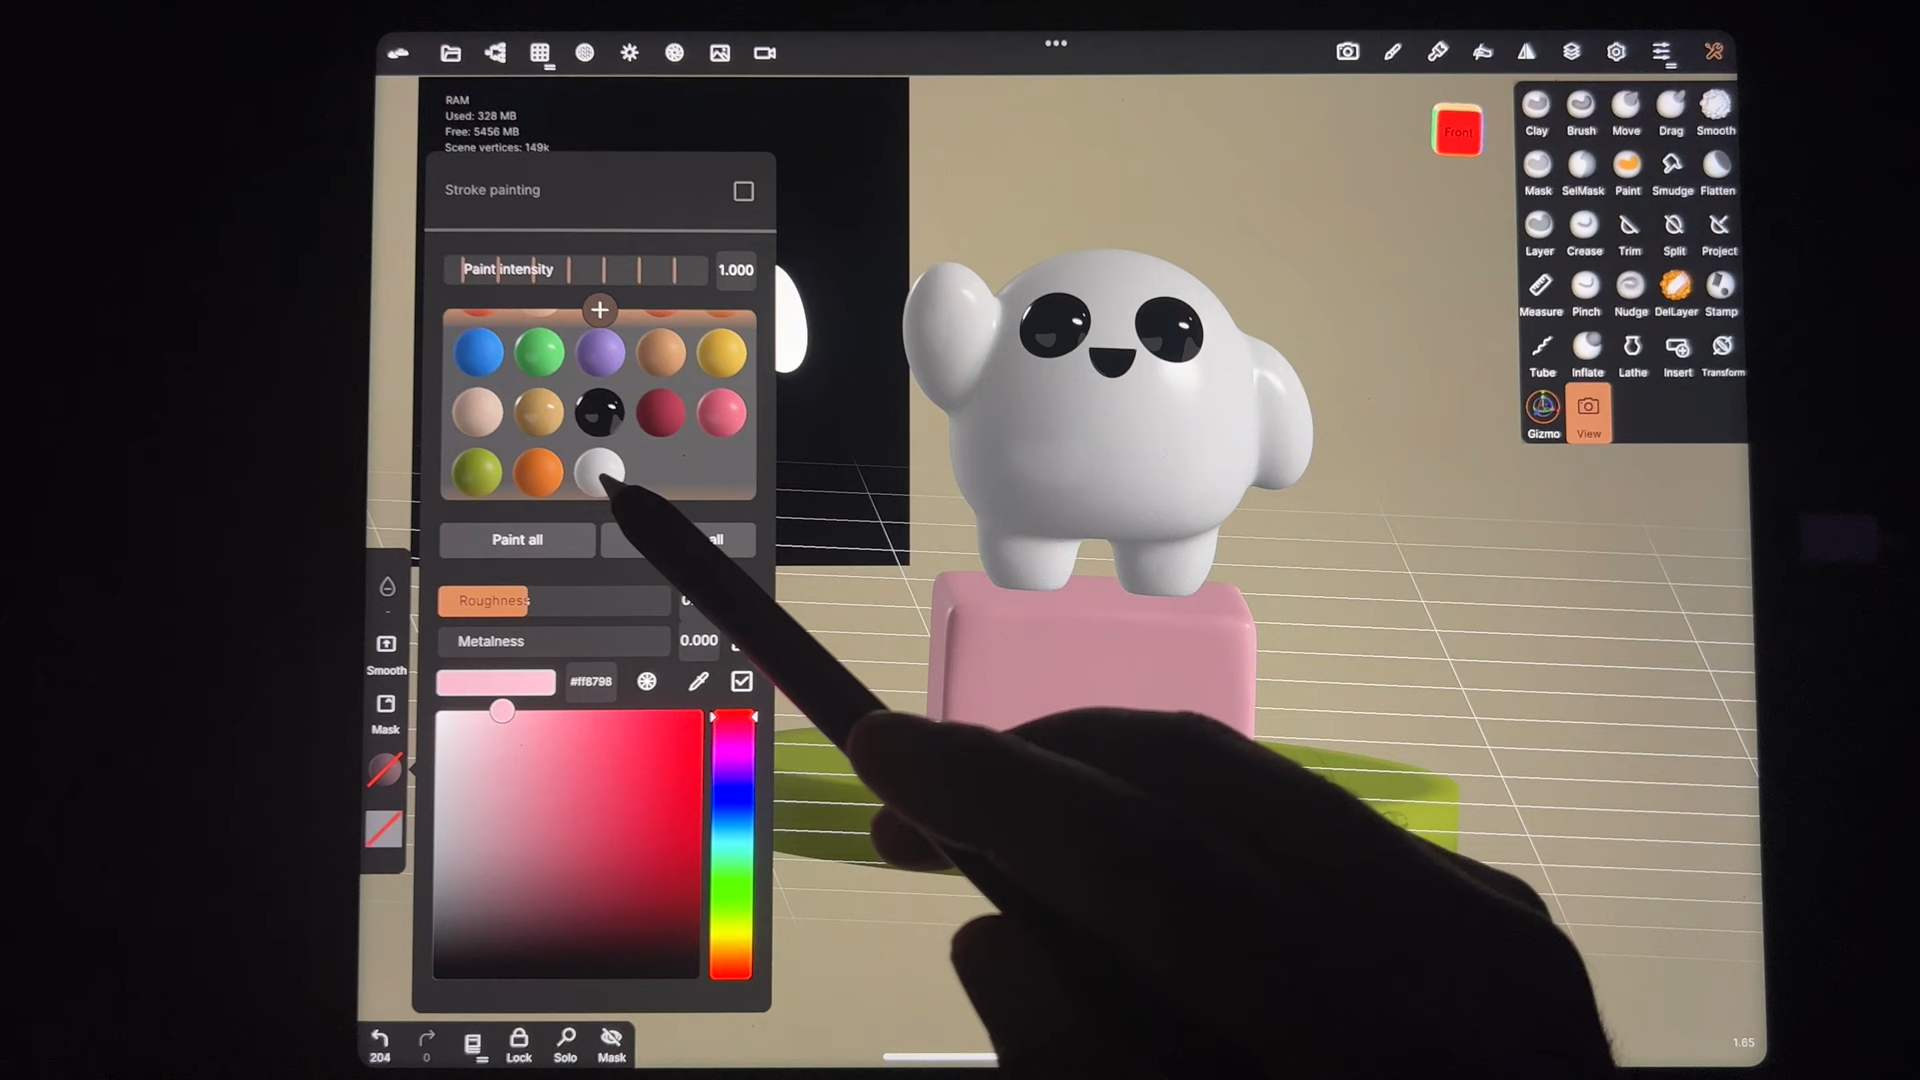 RAM
Used: 328 MB
Free: 5456 MB
Scene vertices: 149k
Stroke painting
Paint intensity
1.000
Paint all
all
Roughness
Metalness
0.000
#ff8798
Smooth
Mask
204
0
Lock
Solo
Mask
Front
Clay
Brush
Move
Drag
Smooth
Mask
SelMask
Paint
Smudge
Flatten
Layer
Crease
Trim
Split
Project
Measure
Pinch
Nudge
DelLayer
Stamp
Tube
Inflate
Lathe
Insert
Transform
Gizmo
View
1.65